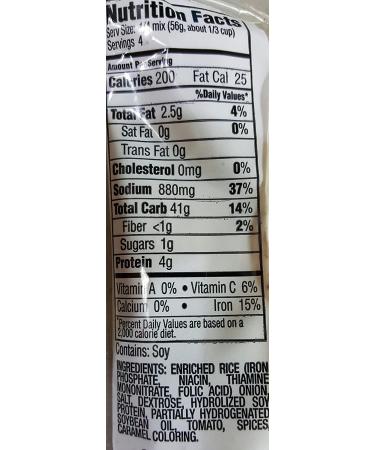 Nutrition Facts
Serv Size: 1/4 mix (56g, about 1/3 cup)
Servings 4
Amount Per Serving
Calories 200 Fat Cal 25
%Daily Values*
Total Fat 2.5g 4%
Sat Fat 0g 0%
Trans Fat 0g
Cholesterol 0mg 0%
Sodium 880mg 37%
Total Carb 41g 14%
Fiber <1g 2%
Sugars 1g
Protein 4g
Vitamin A 0% • Vitamin C 6%
Calcium 0% • Iron 15%
*Percent Daily Values are based on a
2,000 calorie diet.
Contains: Soy
INGREDIENTS: ENRICHED RICE (IRON
PHOSPHATE, NIACIN, THIAMINE
MONONITRATE, FOLIC ACID) ONION,
SALT, DEXTROSE, HYDROLIZED SOY
PROTEIN, PARTIALLY HYDROGENATED
SOYBEAN OIL, TOMATO, SPICES,
CARAMEL COLORING.